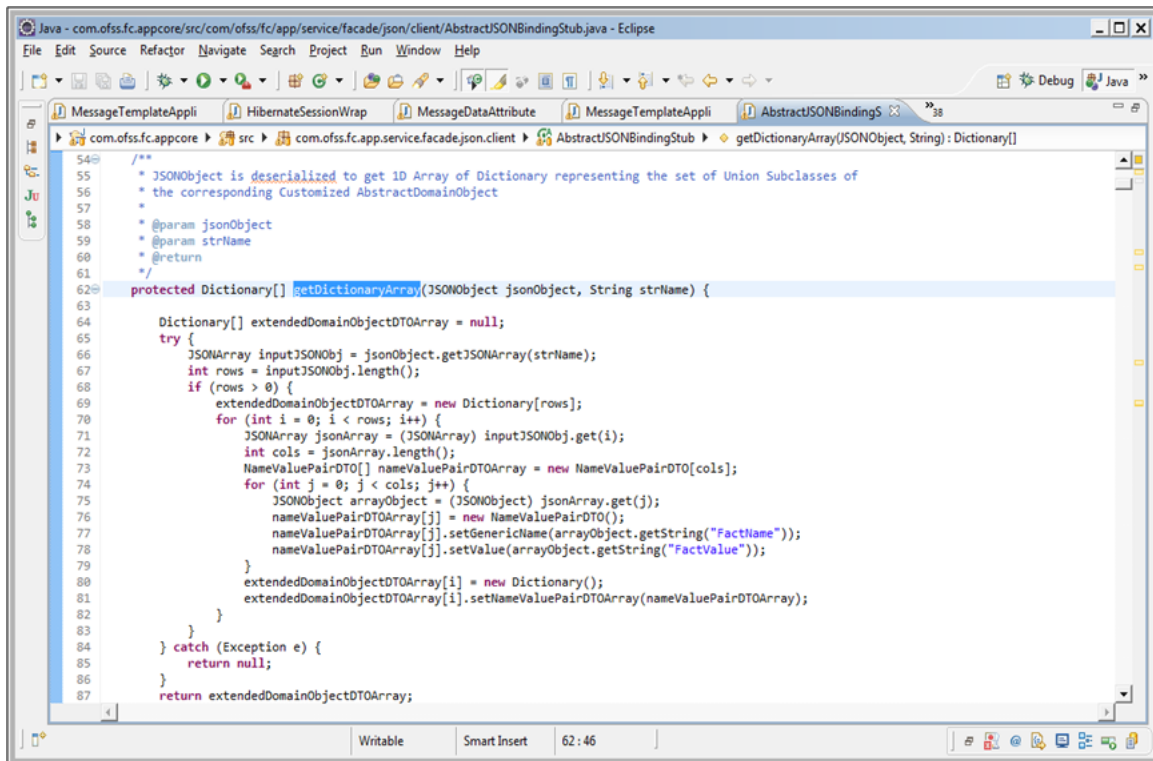 Java - com.ofss.fc.appcore/src/com/ofss/fc/app/service/facade/json/client/AbstractJSONBindingStub.java - Eclipse
File Edit Source Refactor Navigate Search Project Run Window Help
Debug Java »
MessageTemplateAppli HibernateSessionWrap MessageDataAttribute MessageTemplateAppli AbstractJSONBindingS »38
com.ofss.fc.appcore src com.ofss.fc.app.service.facade.json.client AbstractJSONBindingStub getDictionaryArray(JSONObject, String) : Dictionary[]
54 /**
55 * JSONObject is deserialized to get 1D Array of Dictionary representing the set of Union Subclasses of
56 * the corresponding Customized AbstractDomainObject
57 *
58 * @param jsonObject
59 * @param strName
60 * @return
61 */
62 protected Dictionary[] getDictionaryArray(JSONObject jsonObject, String strName) {
63
64 Dictionary[] extendedDomainObjectDTOArray = null;
65 try {
66 JSONArray inputJSONObj = jsonObject.getJSONArray(strName);
67 int rows = inputJSONObj.length();
68 if (rows > 0) {
69 extendedDomainObjectDTOArray = new Dictionary[rows];
70 for (int i = 0; i < rows; i++) {
71 JSONArray jsonArray = (JSONArray) inputJSONObj.get(i);
72 int cols = jsonArray.length();
73 NameValuePairDTO[] nameValuePairDTOArray = new NameValuePairDTO[cols];
74 for (int j = 0; j < cols; j++) {
75 JSONObject arrayObject = (JSONObject) jsonArray.get(j);
76 nameValuePairDTOArray[j] = new NameValuePairDTO();
77 nameValuePairDTOArray[j].setGenericName(arrayObject.getString("FactName"));
78 nameValuePairDTOArray[j].setValue(arrayObject.getString("FactValue"));
79 }
80 extendedDomainObjectDTOArray[i] = new Dictionary();
81 extendedDomainObjectDTOArray[i].setNameValuePairDTOArray(nameValuePairDTOArray);
82 }
83 }
84 } catch (Exception e) {
85 return null;
86 }
87 return extendedDomainObjectDTOArray;
Writable Smart Insert 62 : 46